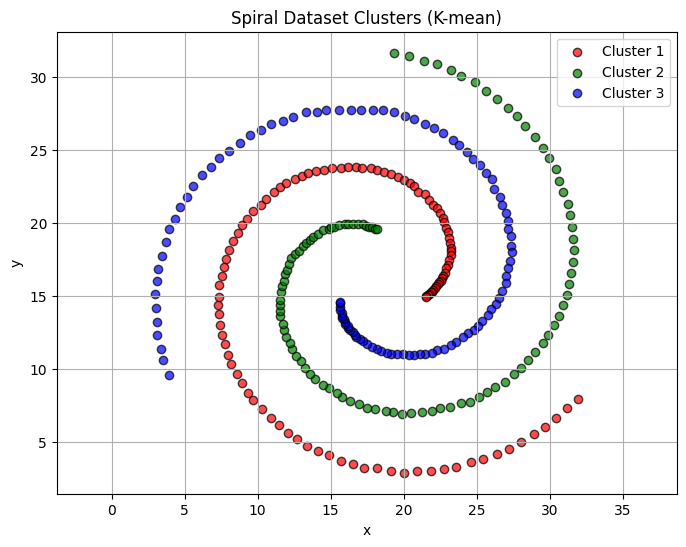 Spiral Dataset Clusters (K-mean)
Cluster 1
Cluster 2
Cluster 3
y
30
25
20
15
10
5
0 5 10 15 20 25 30 35
x